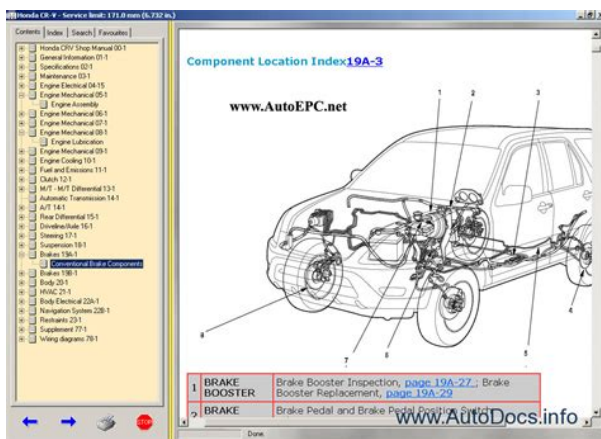 Honda CR-V - Service limit: 171.0 mm (6.732 in.)
Contents Index Search Favourites
Honda CRV Shop Manual 00-1
General Information 01-1
Specifications 02-1
Maintenance 03-1
Engine Electrical 04-15
Engine Mechanical 05-1
Engine Assembly
Engine Mechanical 06-1
Engine Mechanical 07-1
Engine Mechanical 08-1
Engine Lubrication
Engine Mechanical 09-1
Engine Cooling 10-1
Fuel and Emissions 11-1
Clutch 12-1
M/T - M/T Differential 13-1
Automatic Transmission 14-1
A/T 14-1
Rear Differential 15-1
Driveline/Axle 16-1
Steering 17-1
Suspension 18-1
Brakes 19A-1
Conventional Brake Components
Brakes 19B-1
Body 20-1
HVAC 21-1
Body Electrical 22A-1
Navigation System 22B-1
Restraints 23-1
Supplement 77-1
Wiring diagrams 78-1
STOP
Component Location Index19A-3
www.AutoEPC.net
1 2 3
4
5
6
7
8
1 BRAKE BOOSTER Brake Booster Inspection, page 19A-27 ; Brake
Booster Replacement, page 19A-29
2 BRAKE Brake Pedal and Brake Pedal Position Switch
www.AutoDocs.info
Done